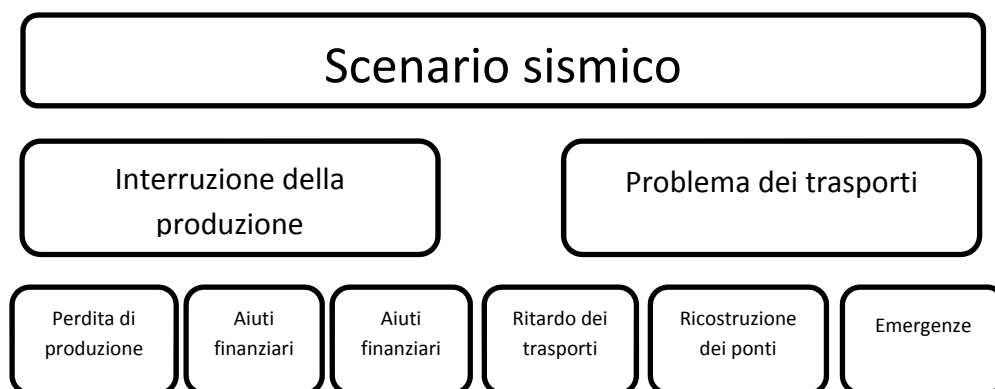 Scenario sismico
Interruzione della
produzione
Problema dei trasporti
Perdita di
produzione
Aiuti
finanziari
Aiuti
finanziari
Ritardo dei
trasporti
Ricostruzione
dei ponti
Emergenze